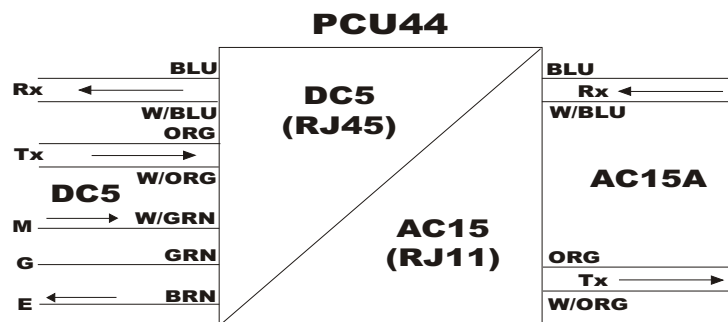 PCU44
BLU
Rx
W/BLU
ORG
Tx
W/ORG
DC5
M
W/GRN
G
GRN
E
BRN
DC5
(RJ45)
AC15
(RJ11)
BLU
Rx
W/BLU
AC15A
ORG
Tx
W/ORG